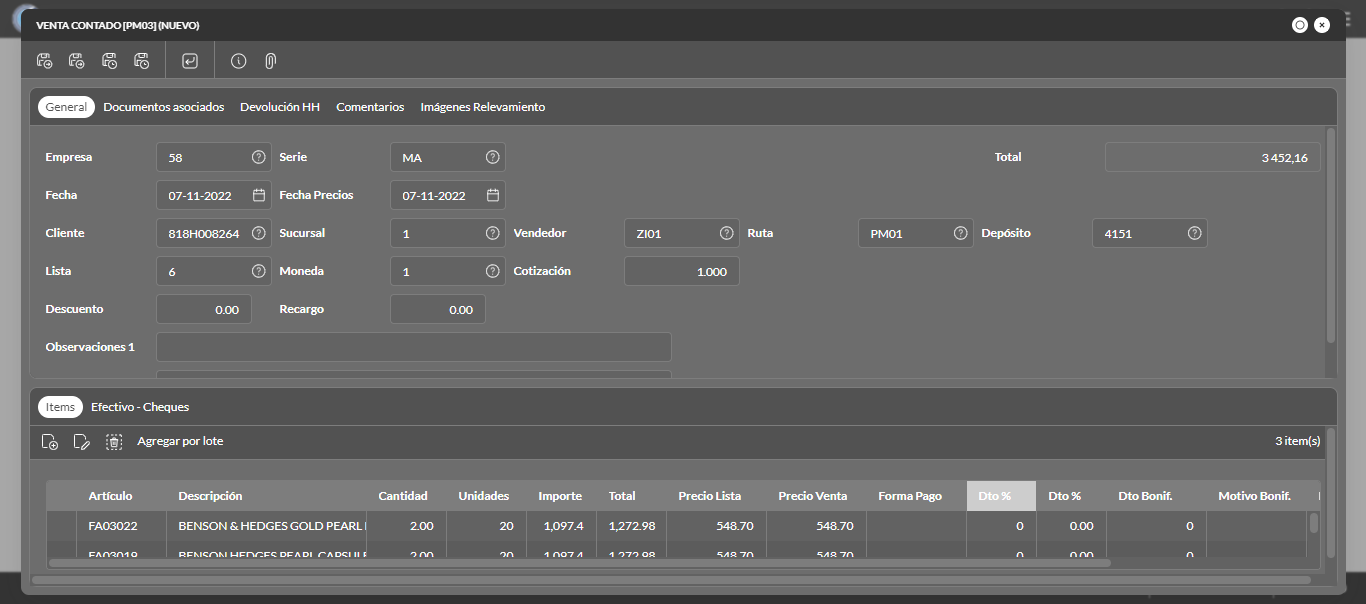 VENTA CONTADO [PM03] (NUEVO)
General Documentos asociados Devolución HH Comentarios Imágenes Relevamiento
Empresa 58 Serie MA Total 3 452,16
Fecha 07-11-2022 Fecha Precios 07-11-2022
Cliente 818H008264 Sucursal 1 Vendedor ZI01 Ruta PM01 Depósito 4151
Lista 6 Moneda 1 Cotización 1.000
Descuento 0.00 Recargo 0.00
Observaciones 1
Items Efectivo - Cheques
Agregar por lote 3 item(s)
Artículo Descripción Cantidad Unidades Importe Total Precio Lista Precio Venta Forma Pago Dto % Dto % Dto Bonif. Motivo Bonif.
FA03022 BENSON & HEDGES GOLD PEARL 2.00 20 1,097.4 1,272.98 548.70 548.70 0 0.00 0
FA03019 BENSON HEDGES PEARL CAPSULE 2.00 20 1,097.4 1,272.98 548.70 548.70 0 0.00 0